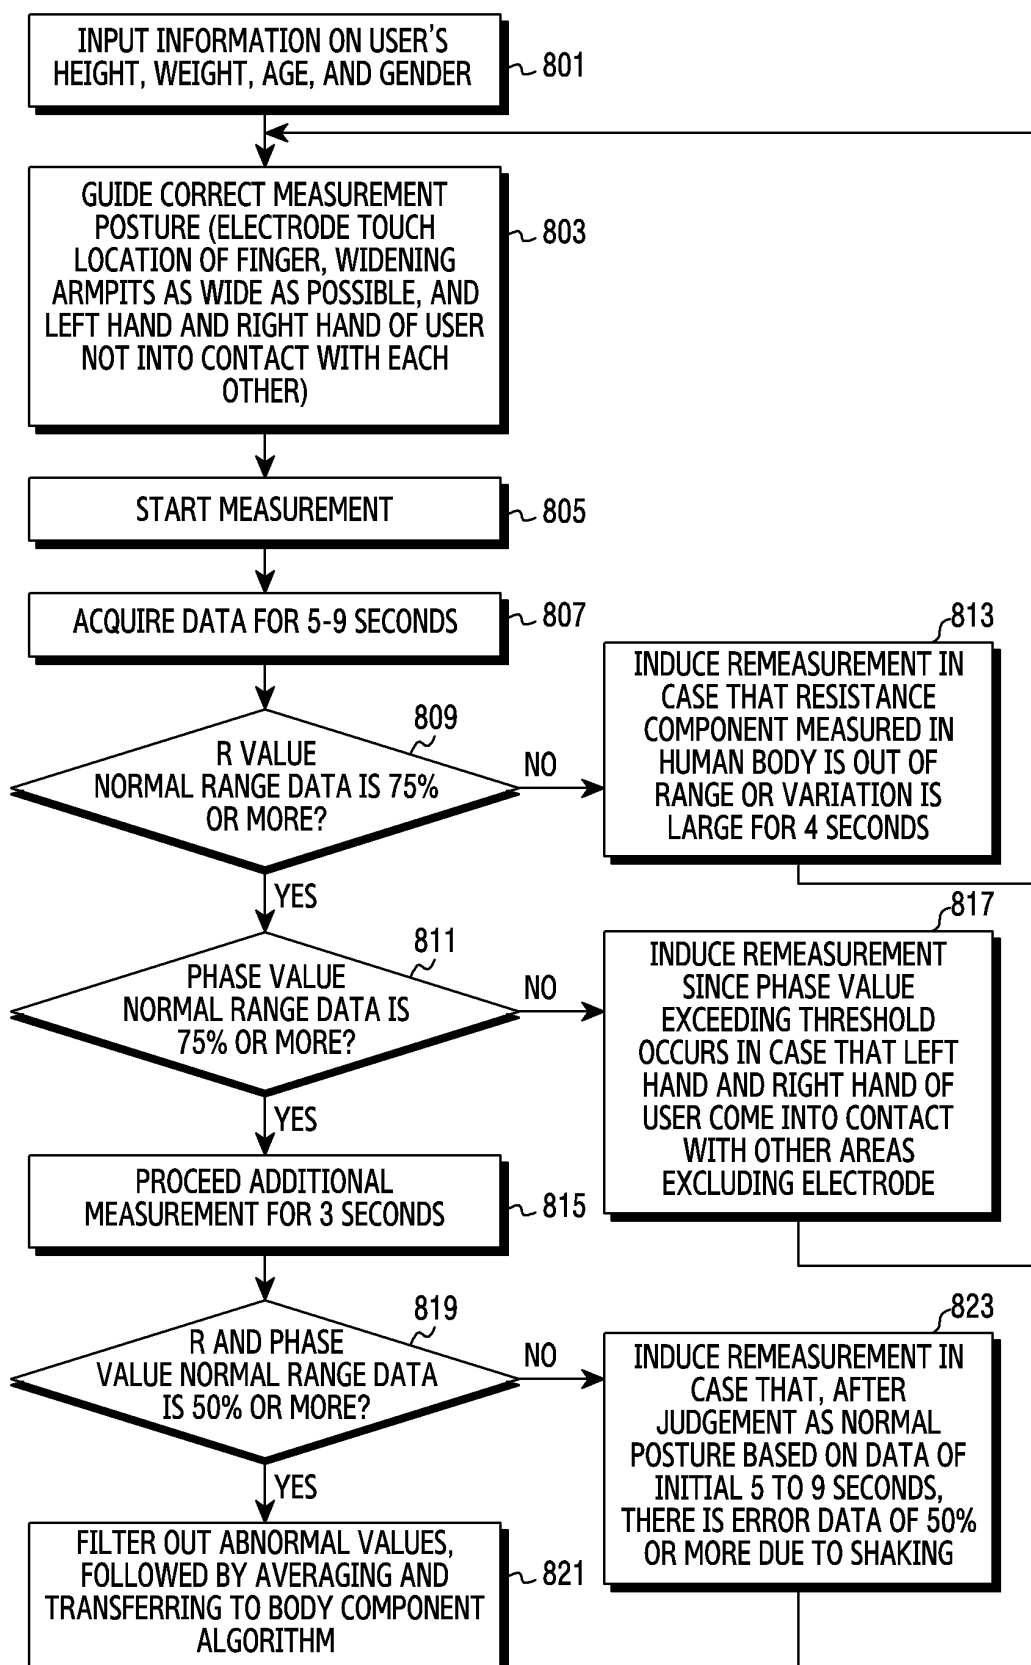 INPUT INFORMATION ON USER'S
HEIGHT, WEIGHT, AGE, AND GENDER
801
GUIDE CORRECT MEASUREMENT
POSTURE (ELECTRODE TOUCH
LOCATION OF FINGER, WIDENING
ARMPITS AS WIDE AS POSSIBLE, AND
LEFT HAND AND RIGHT HAND OF USER
NOT INTO CONTACT WITH EACH
OTHER)
803
START MEASUREMENT
805
ACQUIRE DATA FOR 5-9 SECONDS
807
809
R VALUE
NORMAL RANGE DATA IS 75%
OR MORE?
NO
813
INDUCE REMEASUREMENT IN
CASE THAT RESISTANCE
COMPONENT MEASURED IN
HUMAN BODY IS OUT OF
RANGE OR VARIATION IS
LARGE FOR 4 SECONDS
YES
811
PHASE VALUE
NORMAL RANGE DATA IS
75% OR MORE?
NO
817
INDUCE REMEASUREMENT
SINCE PHASE VALUE
EXCEEDING THRESHOLD
OCCURS IN CASE THAT LEFT
HAND AND RIGHT HAND OF
USER COME INTO CONTACT
WITH OTHER AREAS
EXCLUDING ELECTRODE
YES
PROCEED ADDITIONAL
MEASUREMENT FOR 3 SECONDS
815
819
R AND PHASE
VALUE NORMAL RANGE DATA
IS 50% OR MORE?
NO
823
INDUCE REMEASUREMENT IN
CASE THAT, AFTER
JUDGEMENT AS NORMAL
POSTURE BASED ON DATA OF
INITIAL 5 TO 9 SECONDS,
THERE IS ERROR DATA OF 50%
OR MORE DUE TO SHAKING
YES
FILTER OUT ABNORMAL VALUES,
FOLLOWED BY AVERAGING AND
TRANSFERRING TO BODY COMPONENT
ALGORITHM
821